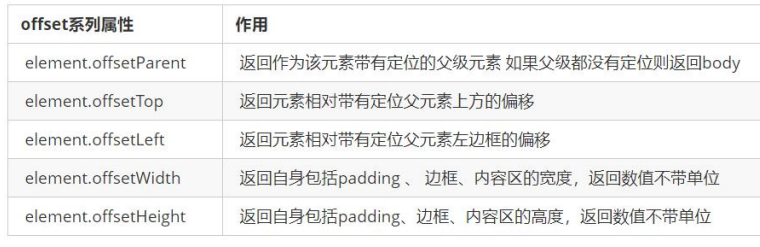 offset系列属性 作用
element.offsetParent 返回作为该元素带有定位的父级元素 如果父级都没有定位则返回body
element.offsetTop 返回元素相对带有定位父元素上方的偏移
element.offsetLeft 返回元素相对带有定位父元素左边框的偏移
element.offsetWidth 返回自身包括padding 、 边框、内容区的宽度，返回数值不带单位
element.offsetHeight 返回自身包括padding、边框、内容区的高度，返回数值不带单位